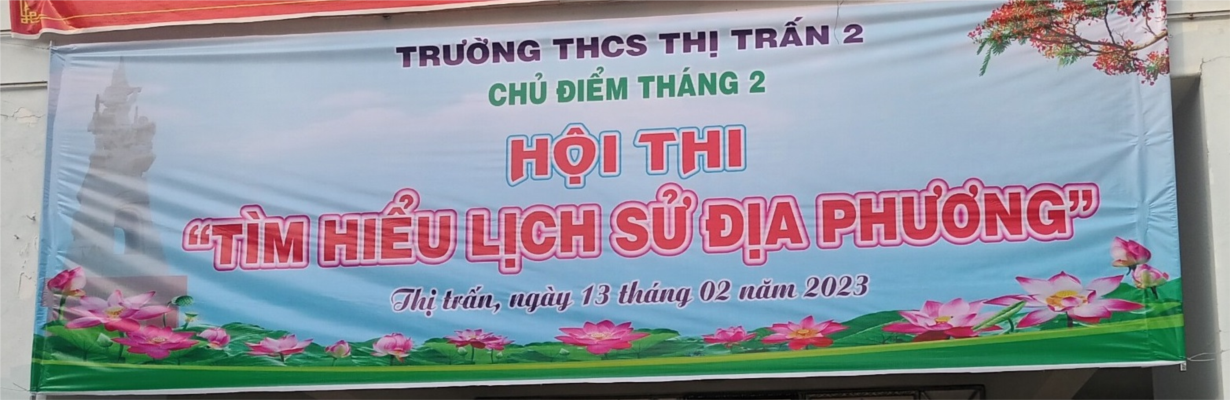 TRƯỜNG THCS THỊ TRẤN 2
CHỦ ĐIỂM THÁNG 2
HỘI THI
“TÌM HIỂU LỊCH SỬ ĐỊA PHƯƠNG”
Thị trấn, ngày 13 tháng 02 năm 2023